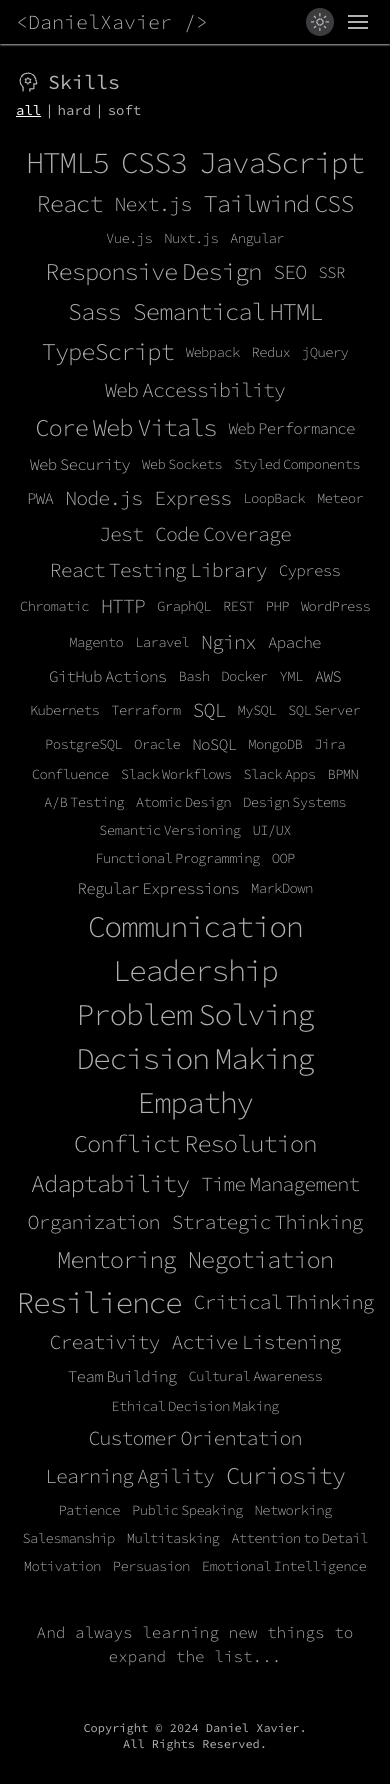 <DanielXavier />
Skills
all | hard | soft
HTML5 CSS3 JavaScript
React Next.js Tailwind CSS
Vue.js Nuxt.js Angular
Responsive Design SEO SSR
Sass Semantical HTML
TypeScript Webpack Redux jQuery
Web Accessibility
Core Web Vitals Web Performance
Web Security Web Sockets Styled Components
PWA Node.js Express LoopBack Meteor
Jest Code Coverage
React Testing Library Cypress
Chromatic HTTP GraphQL REST PHP WordPress
Magento Laravel Nginx Apache
GitHub Actions Bash Docker YML AWS
Kubernets Terraform SQL MySQL SQL Server
PostgreSQL Oracle NoSQL MongoDB Jira
Confluence Slack Workflows Slack Apps BPMN
A/B Testing Atomic Design Design Systems
Semantic Versioning UI/UX
Functional Programming OOP
Regular Expressions MarkDown
Communication
Leadership
Problem Solving
Decision Making
Empathy
Conflict Resolution
Adaptability Time Management
Organization Strategic Thinking
Mentoring Negotiation
Resilience Critical Thinking
Creativity Active Listening
Team Building Cultural Awareness
Ethical Decision Making
Customer Orientation
Learning Agility Curiosity
Patience Public Speaking Networking
Salesmanship Multitasking Attention to Detail
Motivation Persuasion Emotional Intelligence
And always learning new things to
expand the list...
Copyright © 2024 Daniel Xavier.
All Rights Reserved.